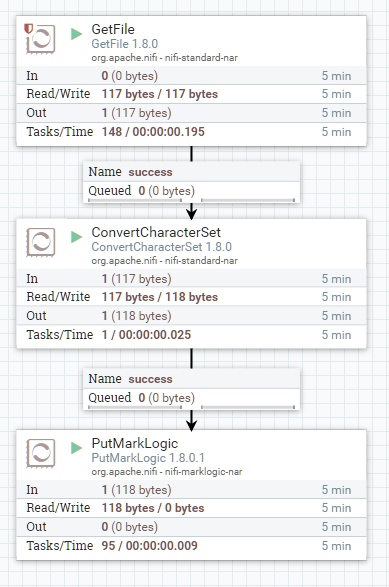 GetFile
GetFile 1.8.0
org.apache.nifi - nifi-standard-nar
In 0 (0 bytes) 5 min
Read/Write 117 bytes / 117 bytes 5 min
Out 1 (117 bytes) 5 min
Tasks/Time 148 / 00:00:00.195 5 min
Name success
Queued 0 (0 bytes)
ConvertCharacterSet
ConvertCharacterSet 1.8.0
org.apache.nifi - nifi-standard-nar
In 1 (117 bytes) 5 min
Read/Write 117 bytes / 118 bytes 5 min
Out 1 (118 bytes) 5 min
Tasks/Time 1 / 00:00:00.025 5 min
Name success
Queued 0 (0 bytes)
PutMarkLogic
PutMarkLogic 1.8.0.1
org.apache.nifi - nifi-marklogic-nar
In 1 (118 bytes) 5 min
Read/Write 118 bytes / 0 bytes 5 min
Out 0 (0 bytes) 5 min
Tasks/Time 95 / 00:00:00.009 5 min